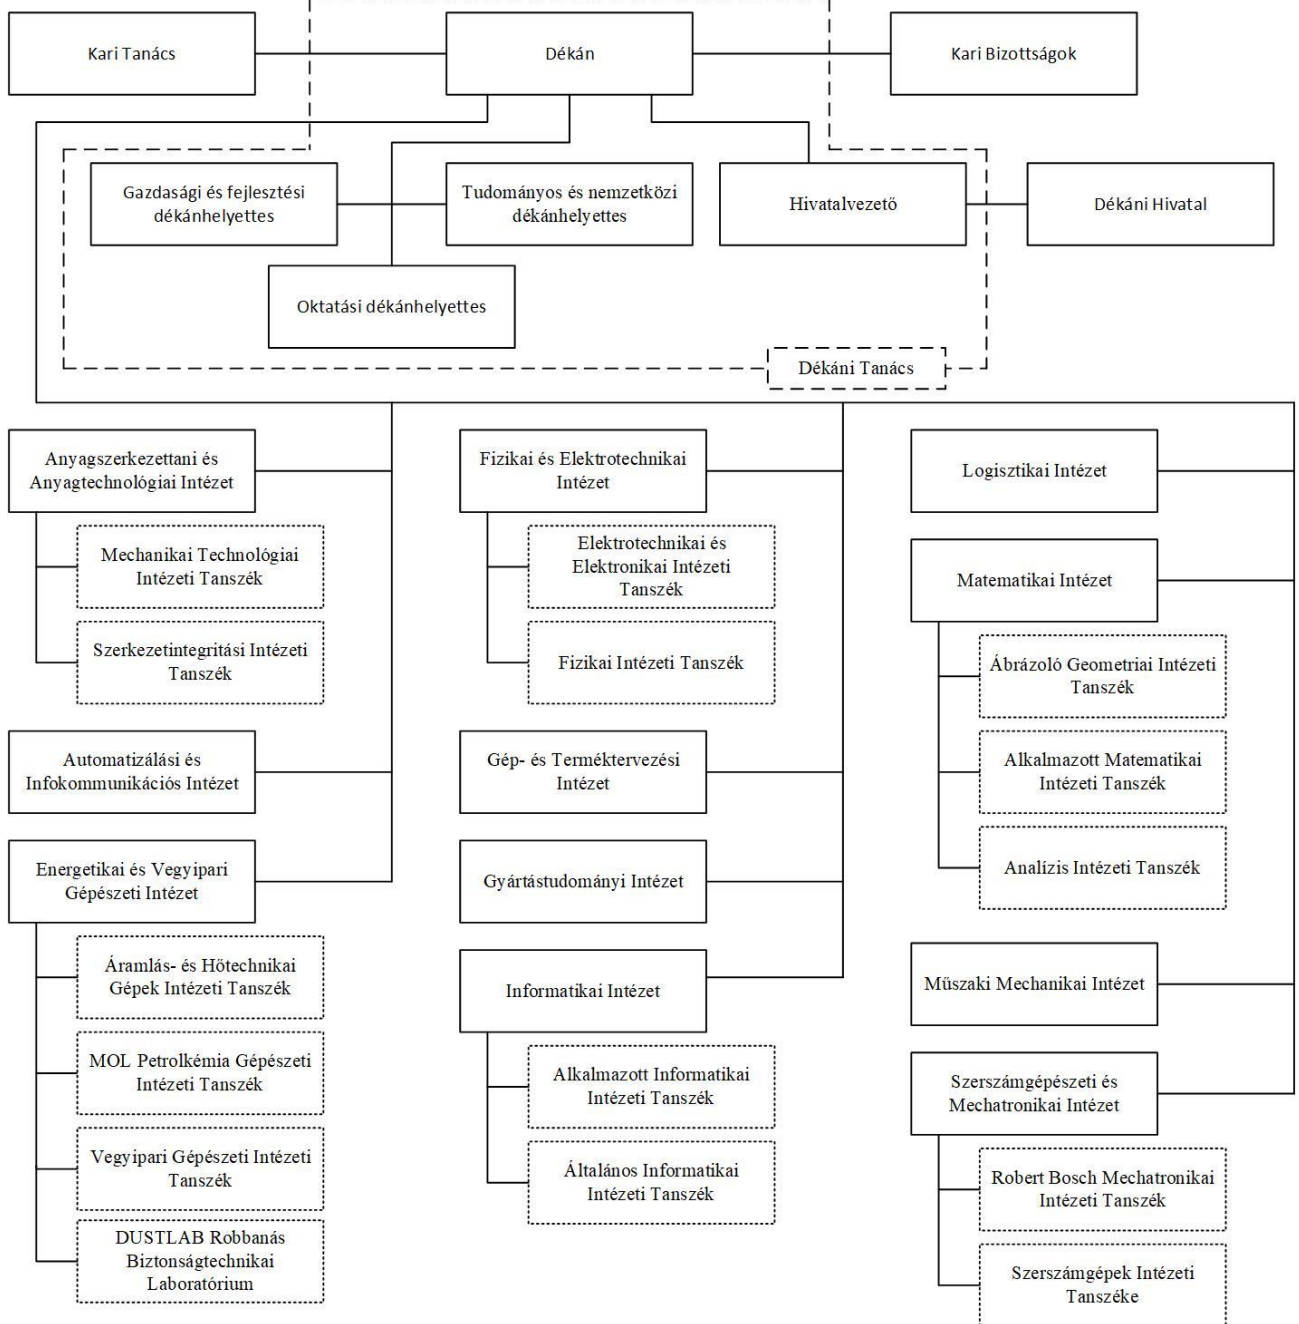 Kari Tanács
Dékán
Kari Bizottságok
Gazdasági és fejlesztési
dékánhelyettes
Tudományos és nemzetközi
dékánhelyettes
Hivatalvezető
Dékáni Hivatal
Oktatási dékánhelyettes
Dékáni Tanács
Anyagszerkezettani és
Anyagtechnológiai Intézet
Mechanikai Technológiai
Intézeti Tanszék
Szerkezetintegritási Intézeti
Tanszék
Automatizálási és
Infokommunikációs Intézet
Energetikai és Vegyipari
Gépészeti Intézet
Áramlás- és Hőtechnikai
Gépek Intézeti Tanszék
MOL Petrolkémia Gépészeti
Intézeti Tanszék
Vegyipari Gépészeti Intézeti
Tanszék
DUSTLAB Robbanás
Biztonságtechnikai
Laboratórium
Fizikai és Elektrotechnikai
Intézet
Elektrotechnikai és
Elektronikai Intézeti
Tanszék
Fizikai Intézeti Tanszék
Gép- és Terméktervezési
Intézet
Gyártástudományi Intézet
Informatikai Intézet
Alkalmazott Informatikai
Intézeti Tanszék
Általános Informatikai
Intézeti Tanszék
Logisztikai Intézet
Matematikai Intézet
Ábrázoló Geometriai Intézeti
Tanszék
Alkalmazott Matematikai
Intézeti Tanszék
Analízis Intézeti Tanszék
Műszaki Mechanikai Intézet
Szerszámgépészeti és
Mechatronikai Intézet
Robert Bosch Mechatronikai
Intézeti Tanszék
Szerszámgépek Intézeti
Tanszéke